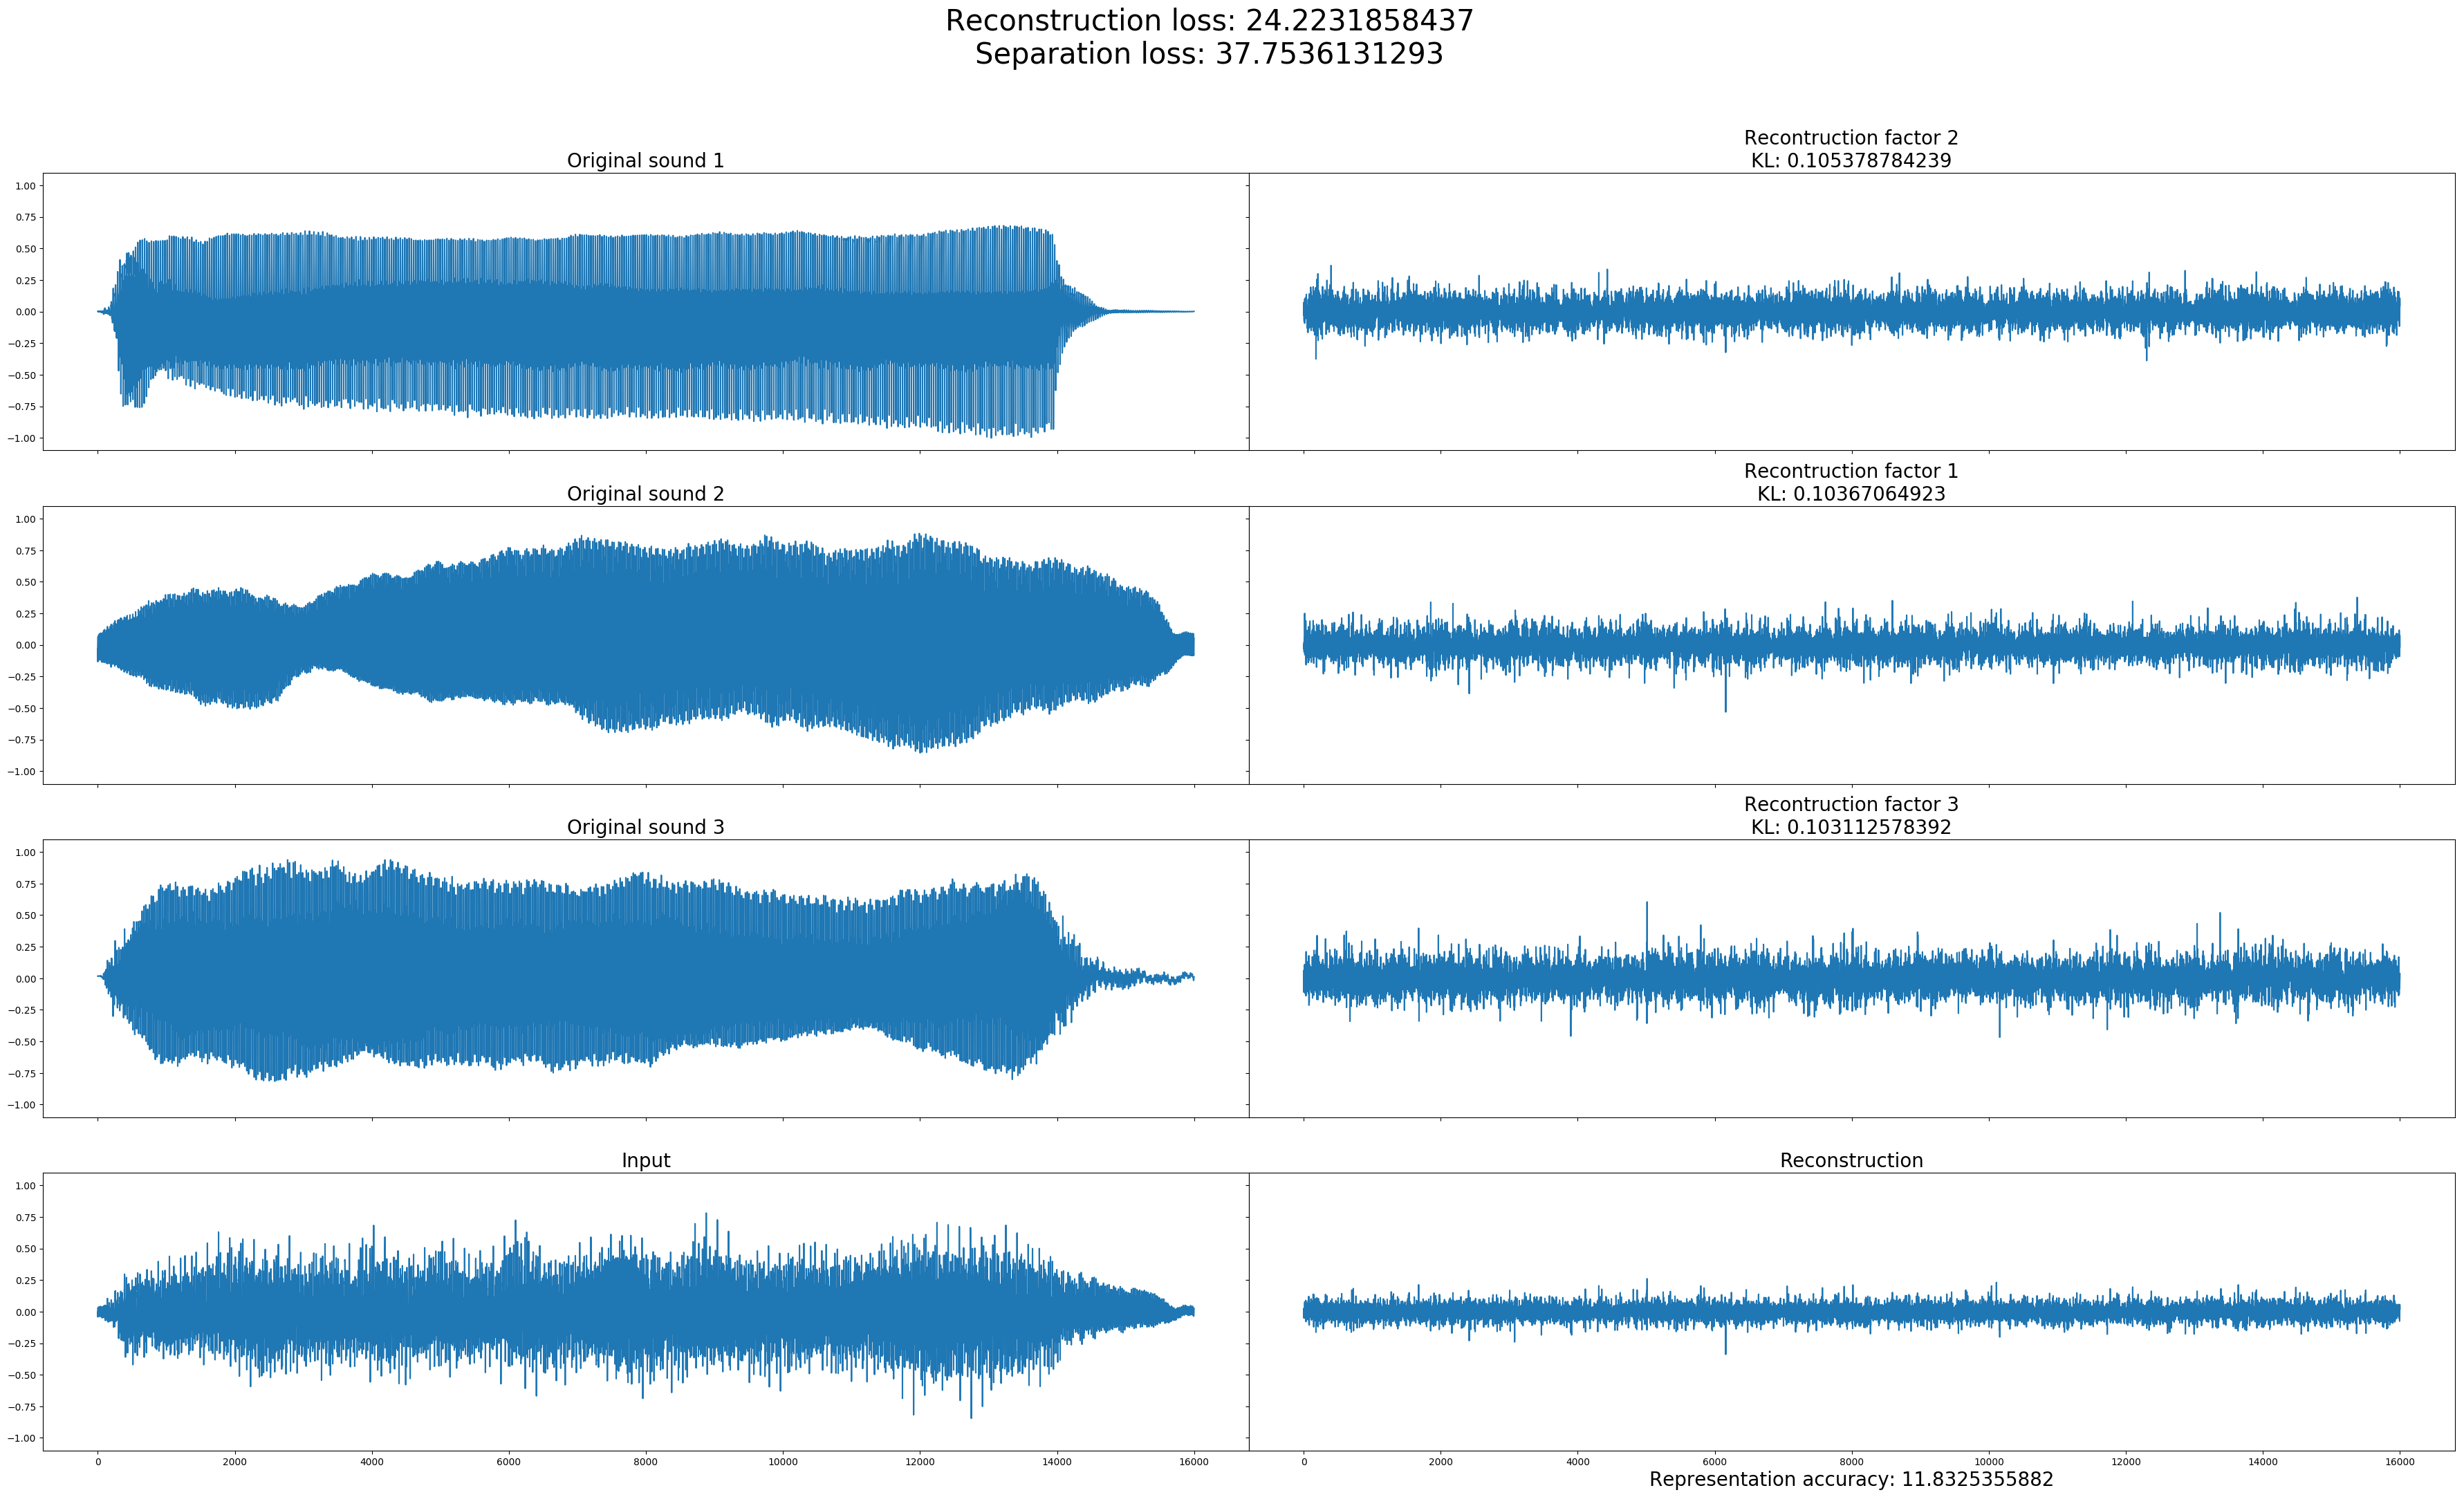 Reconstruction loss: 24.2231858437
Separation loss: 37.7536131293
Original sound 1
Recontruction factor 2
KL: 0.105378784239
1.00
0.75
0.50
0.25
0.00
−0.25
−0.50
−0.75
−1.00
Original sound 2
Recontruction factor 1
KL: 0.10367064923
1.00
0.75
0.50
0.25
0.00
−0.25
−0.50
−0.75
−1.00
Original sound 3
Recontruction factor 3
KL: 0.103112578392
1.00
0.75
0.50
0.25
0.00
−0.25
−0.50
−0.75
−1.00
Input
Reconstruction
1.00
0.75
0.50
0.25
0.00
−0.25
−0.50
−0.75
−1.00
0 2000 4000 6000 8000 10000 12000 14000 16000
0 2000 4000 6000 8000 10000 12000 14000 16000
Representation accuracy: 11.8325355882